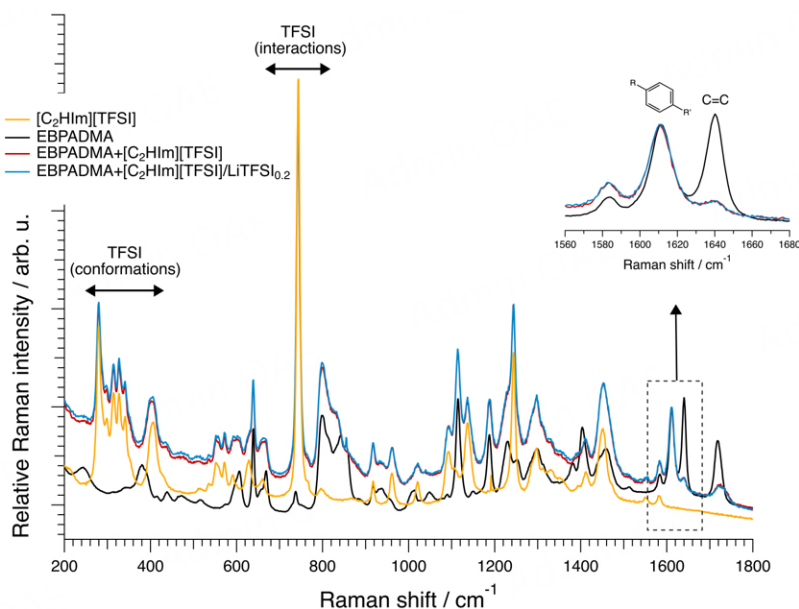 TFSI
(interactions)
[C₂HIm][TFSI]
EBPADMA
EBPADMA+[C₂HIm][TFSI]
EBPADMA+[C₂HIm][TFSI]/LiTFSI₀.₂
TFSI
(conformations)
R
R'
C=C
1560 1580 1600 1620 1640 1660 1680
Raman shift / cm⁻¹
Relative Raman intensity / arb. u.
200 400 600 800 1000 1200 1400 1600 1800
Raman shift / cm⁻¹